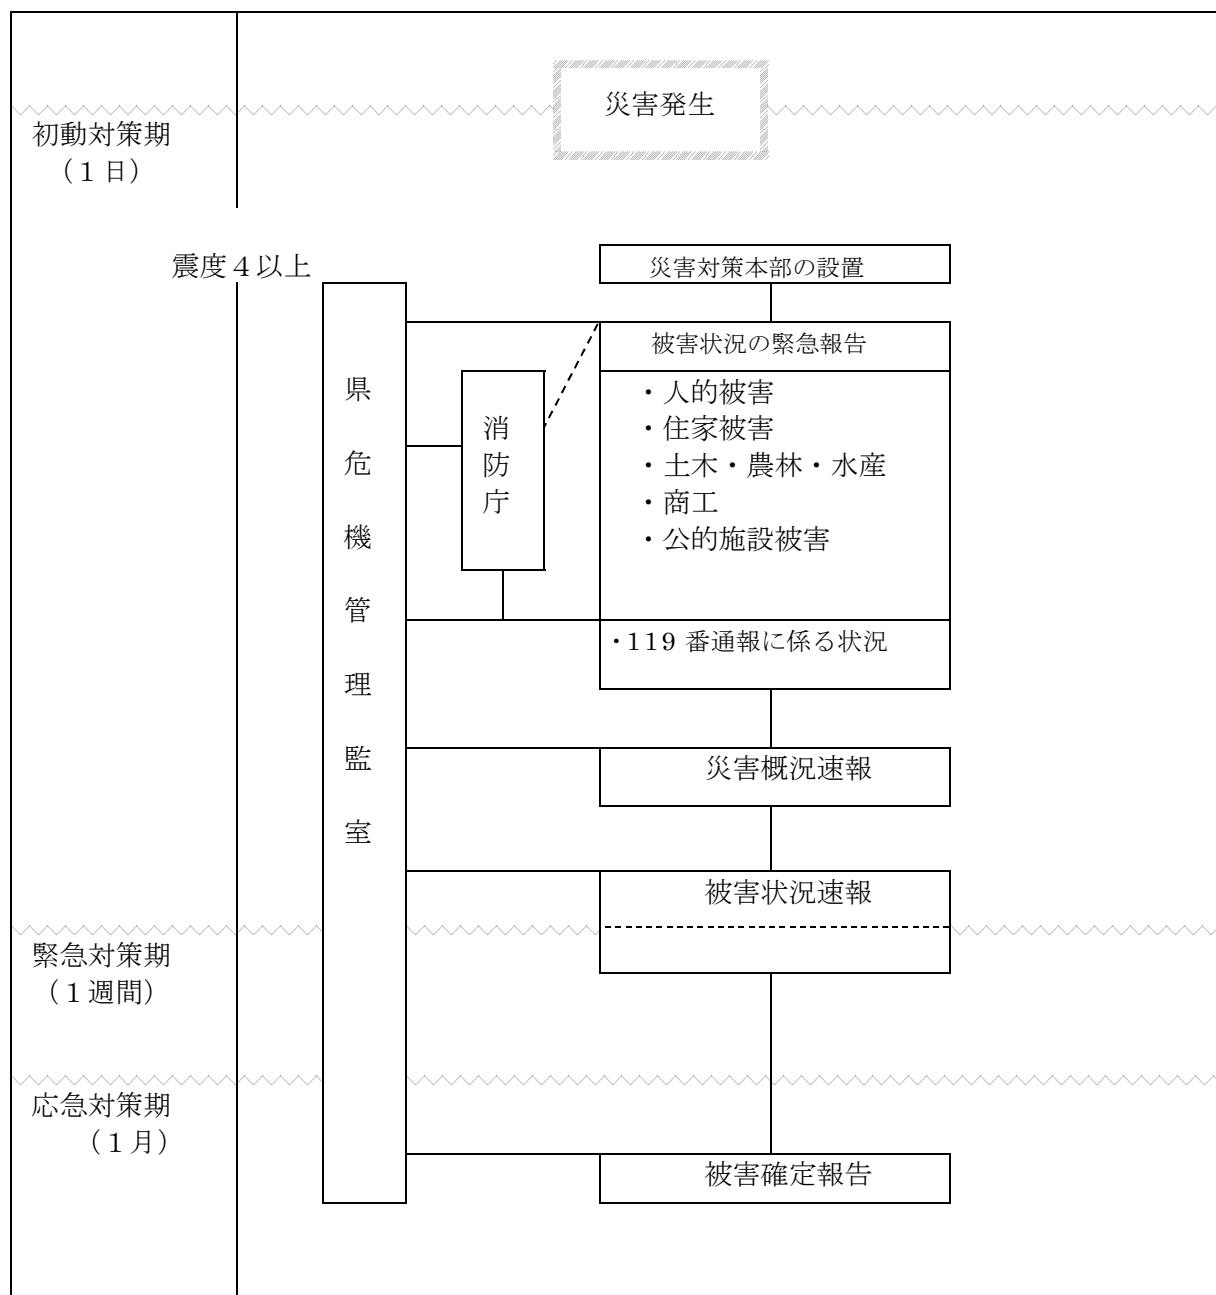 災害発生
初動対策期
（１日）
震度４以上
災害対策本部の設置
被害状況の緊急報告
県危機管理監室
消防庁
・人的被害
・住家被害
・土木・農林・水産
・商工
・公的施設被害
・119 番通報に係る状況
災害概況速報
被害状況速報
緊急対策期
（１週間）
応急対策期
（１月）
被害確定報告